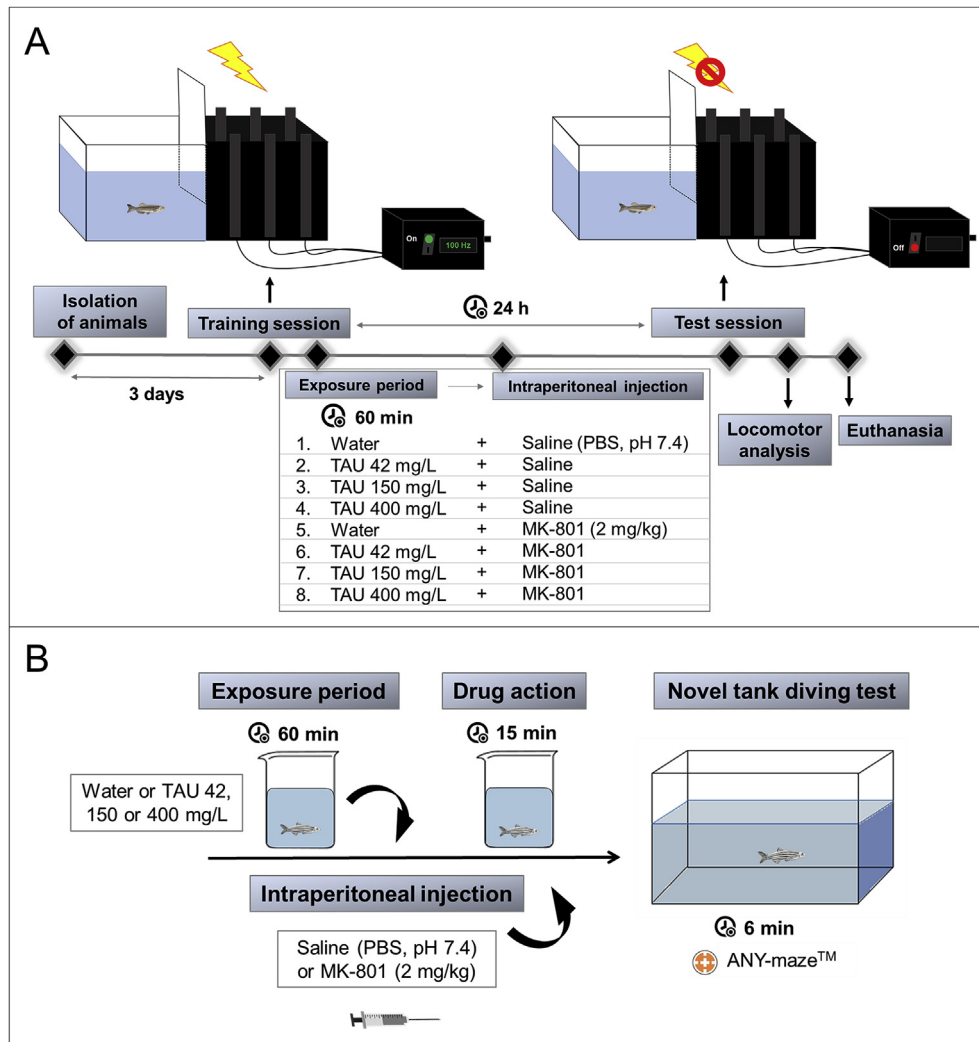 A
On
100 Hz
Off
Isolation
of animals
Training session
24 h
Test session
3 days
Exposure period
Intraperitoneal injection
60 min
1. Water + Saline (PBS, pH 7.4)
2. TAU 42 mg/L + Saline
3. TAU 150 mg/L + Saline
4. TAU 400 mg/L + Saline
5. Water + MK-801 (2 mg/kg)
6. TAU 42 mg/L + MK-801
7. TAU 150 mg/L + MK-801
8. TAU 400 mg/L + MK-801
Locomotor
analysis
Euthanasia
B
Exposure period
Drug action
Novel tank diving test
60 min
15 min
Water or TAU 42,
150 or 400 mg/L
Intraperitoneal injection
Saline (PBS, pH 7.4)
or MK-801 (2 mg/kg)
6 min
ANY-maze™